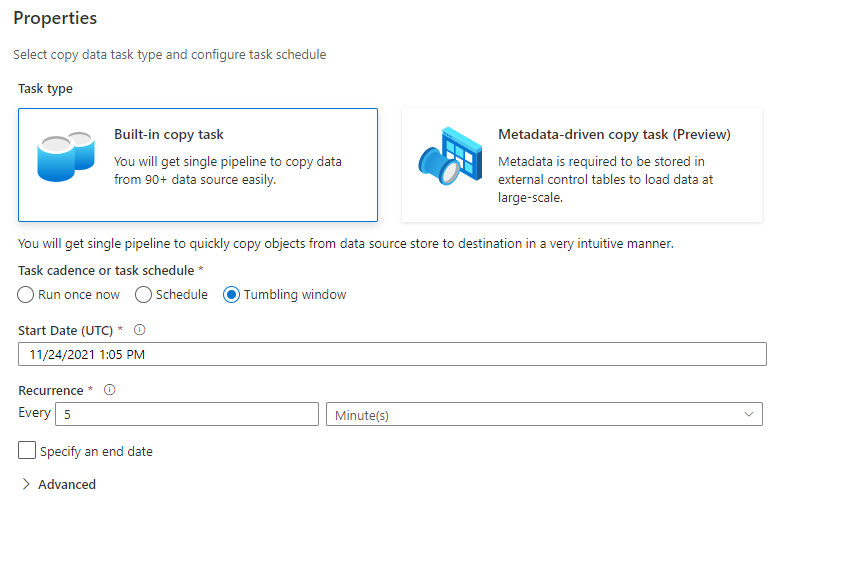 Properties
Select copy data task type and configure task schedule
Task type
Built-in copy task
You will get single pipeline to copy data
from 90+ data source easily.
Metadata-driven copy task (Preview)
Metadata is required to be stored in
external control tables to load data at
large-scale.
You will get single pipeline to quickly copy objects from data source store to destination in a very intuitive manner.
Task cadence or task schedule *
Run once now Schedule Tumbling window
Start Date (UTC) *
11/24/2021 1:05 PM
Recurrence *
Every 5 Minute(s)
Specify an end date
Advanced